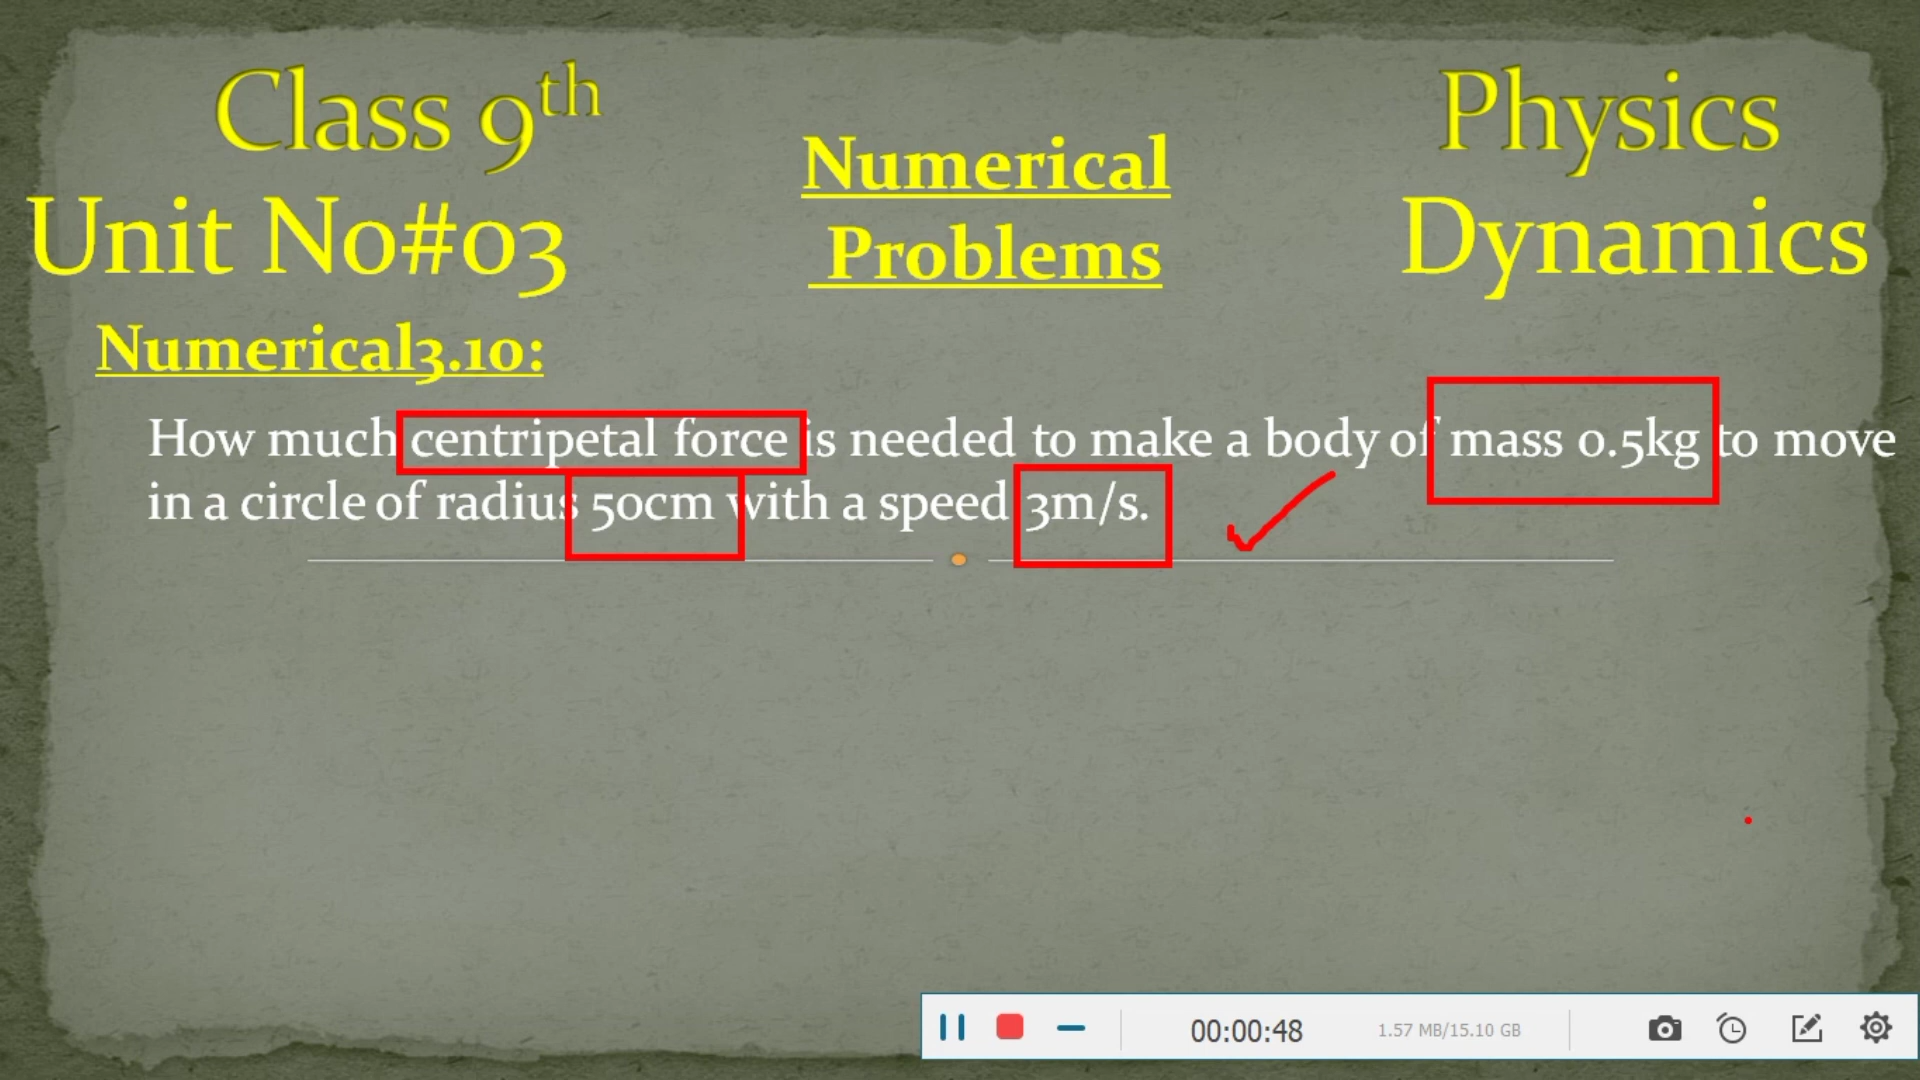 Class 9th
Physics
Numerical
Problems
Unit No#03
Dynamics
Numerical3.10:
How much centripetal force is needed to make a body of mass 0.5kg to move
in a circle of radius 50cm with a speed 3m/s.
00:00:48
1.57 MB/15.10 GB